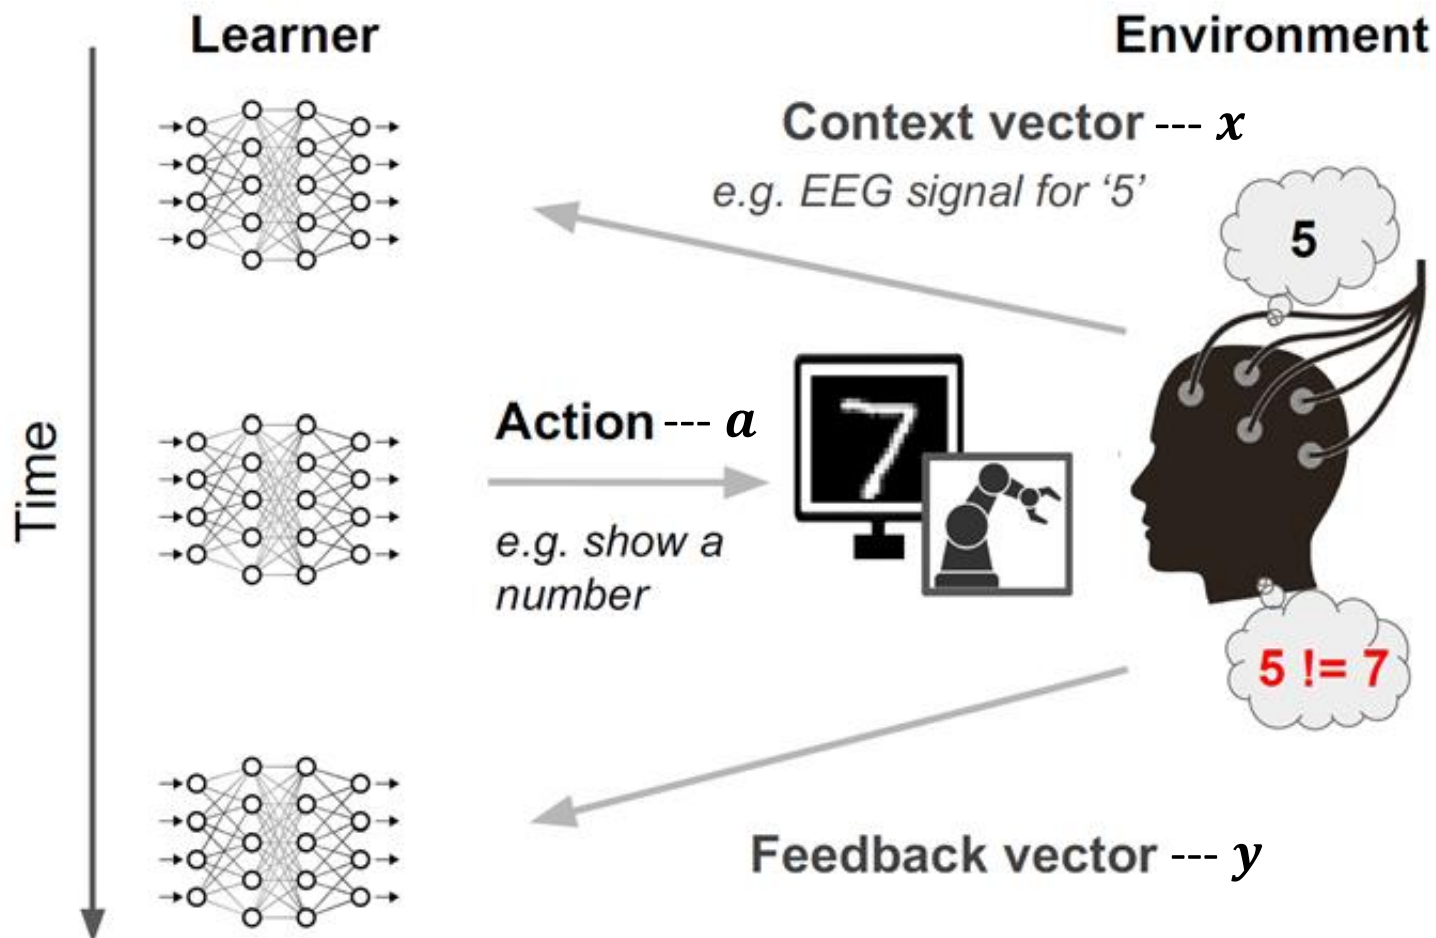 Learner
Environment
Context vector --- x
e.g. EEG signal for ‘5’
5
Time
Action --- a
7
e.g. show a
number
5 != 7
Feedback vector --- y